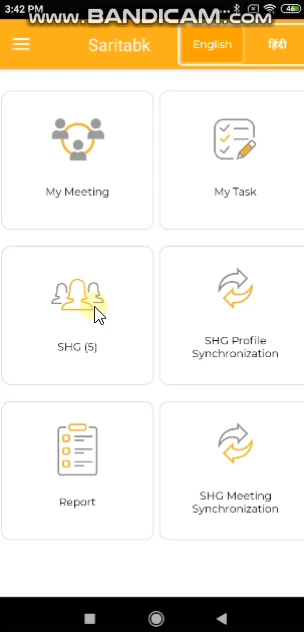 3:42 PM
46
www.BANDICAM.com
Saritabk
English
हिंदी
My Meeting
My Task
SHG (5)
SHG Profile
Synchronization
Report
SHG Meeting
Synchronization